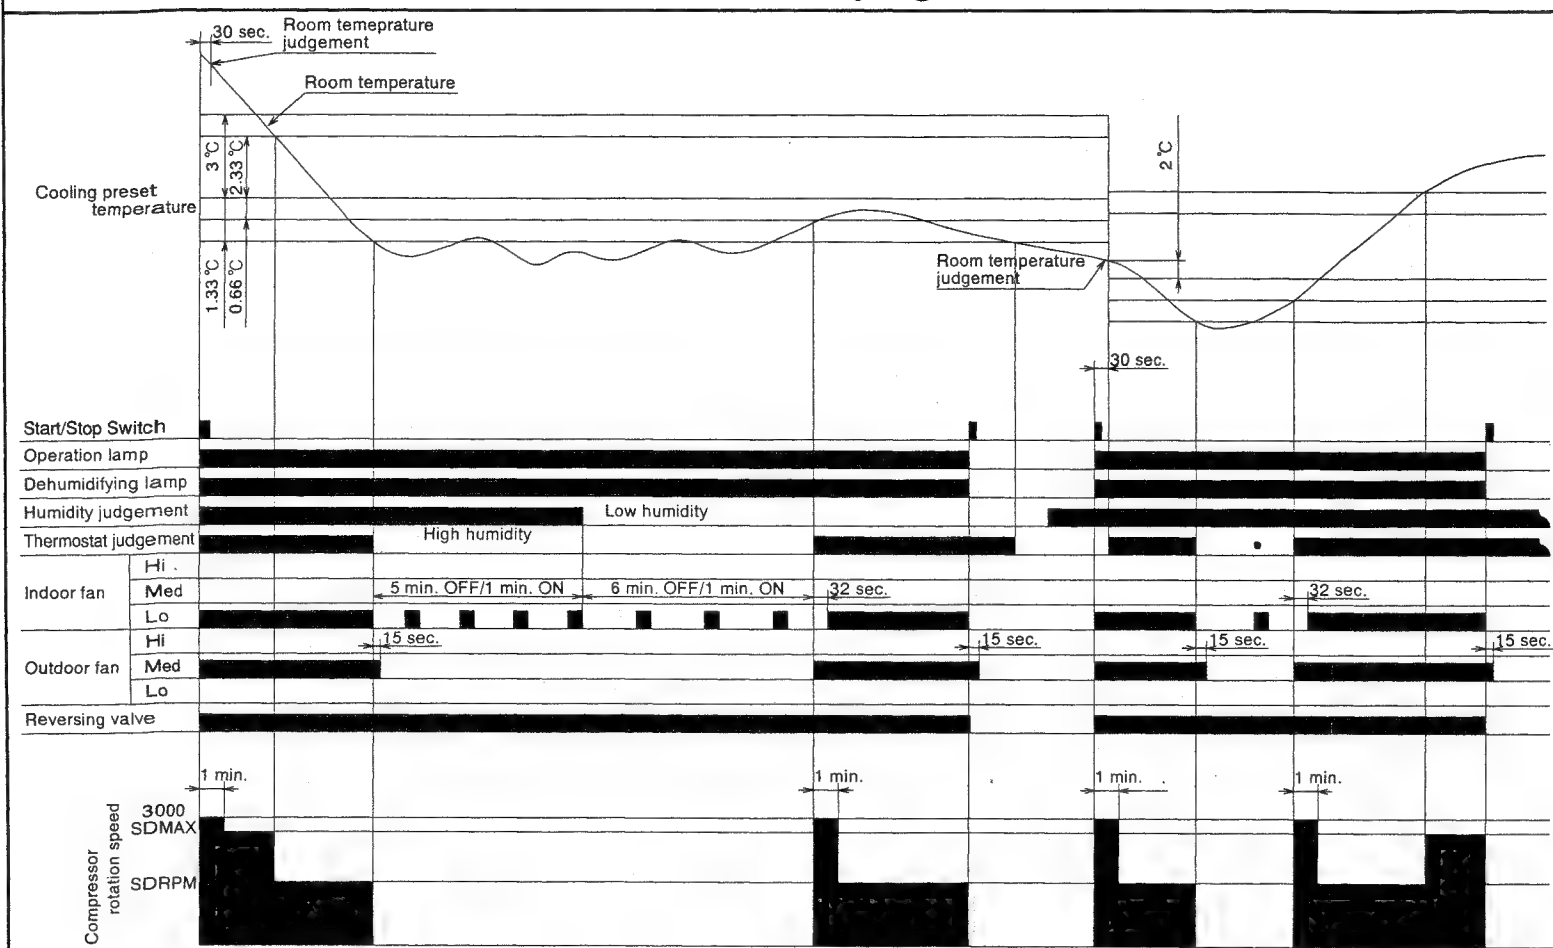 30 sec.
Room temeprature
judgement
Room temperature
3 °C
2.33 °C
2 °C
Cooling preset
temperature
1.33 °C
0.66 °C
Room temperature
judgement
30 sec.
Start/Stop Switch
Operation lamp
Dehumidifying lamp
Humidity judgement
Low humidity
Thermostat judgement
High humidity
Indoor fan
Hi
Med
5 min. OFF/1 min. ON
6 min. OFF/1 min. ON
32 sec.
32 sec.
Lo
Outdoor fan
Hi
15 sec.
15 sec.
15 sec.
15 sec.
Med
Lo
Reversing valve
1 min.
1 min.
1 min.
1 min.
Compressor
rotation speed
3000
SDMAX
SDRPM